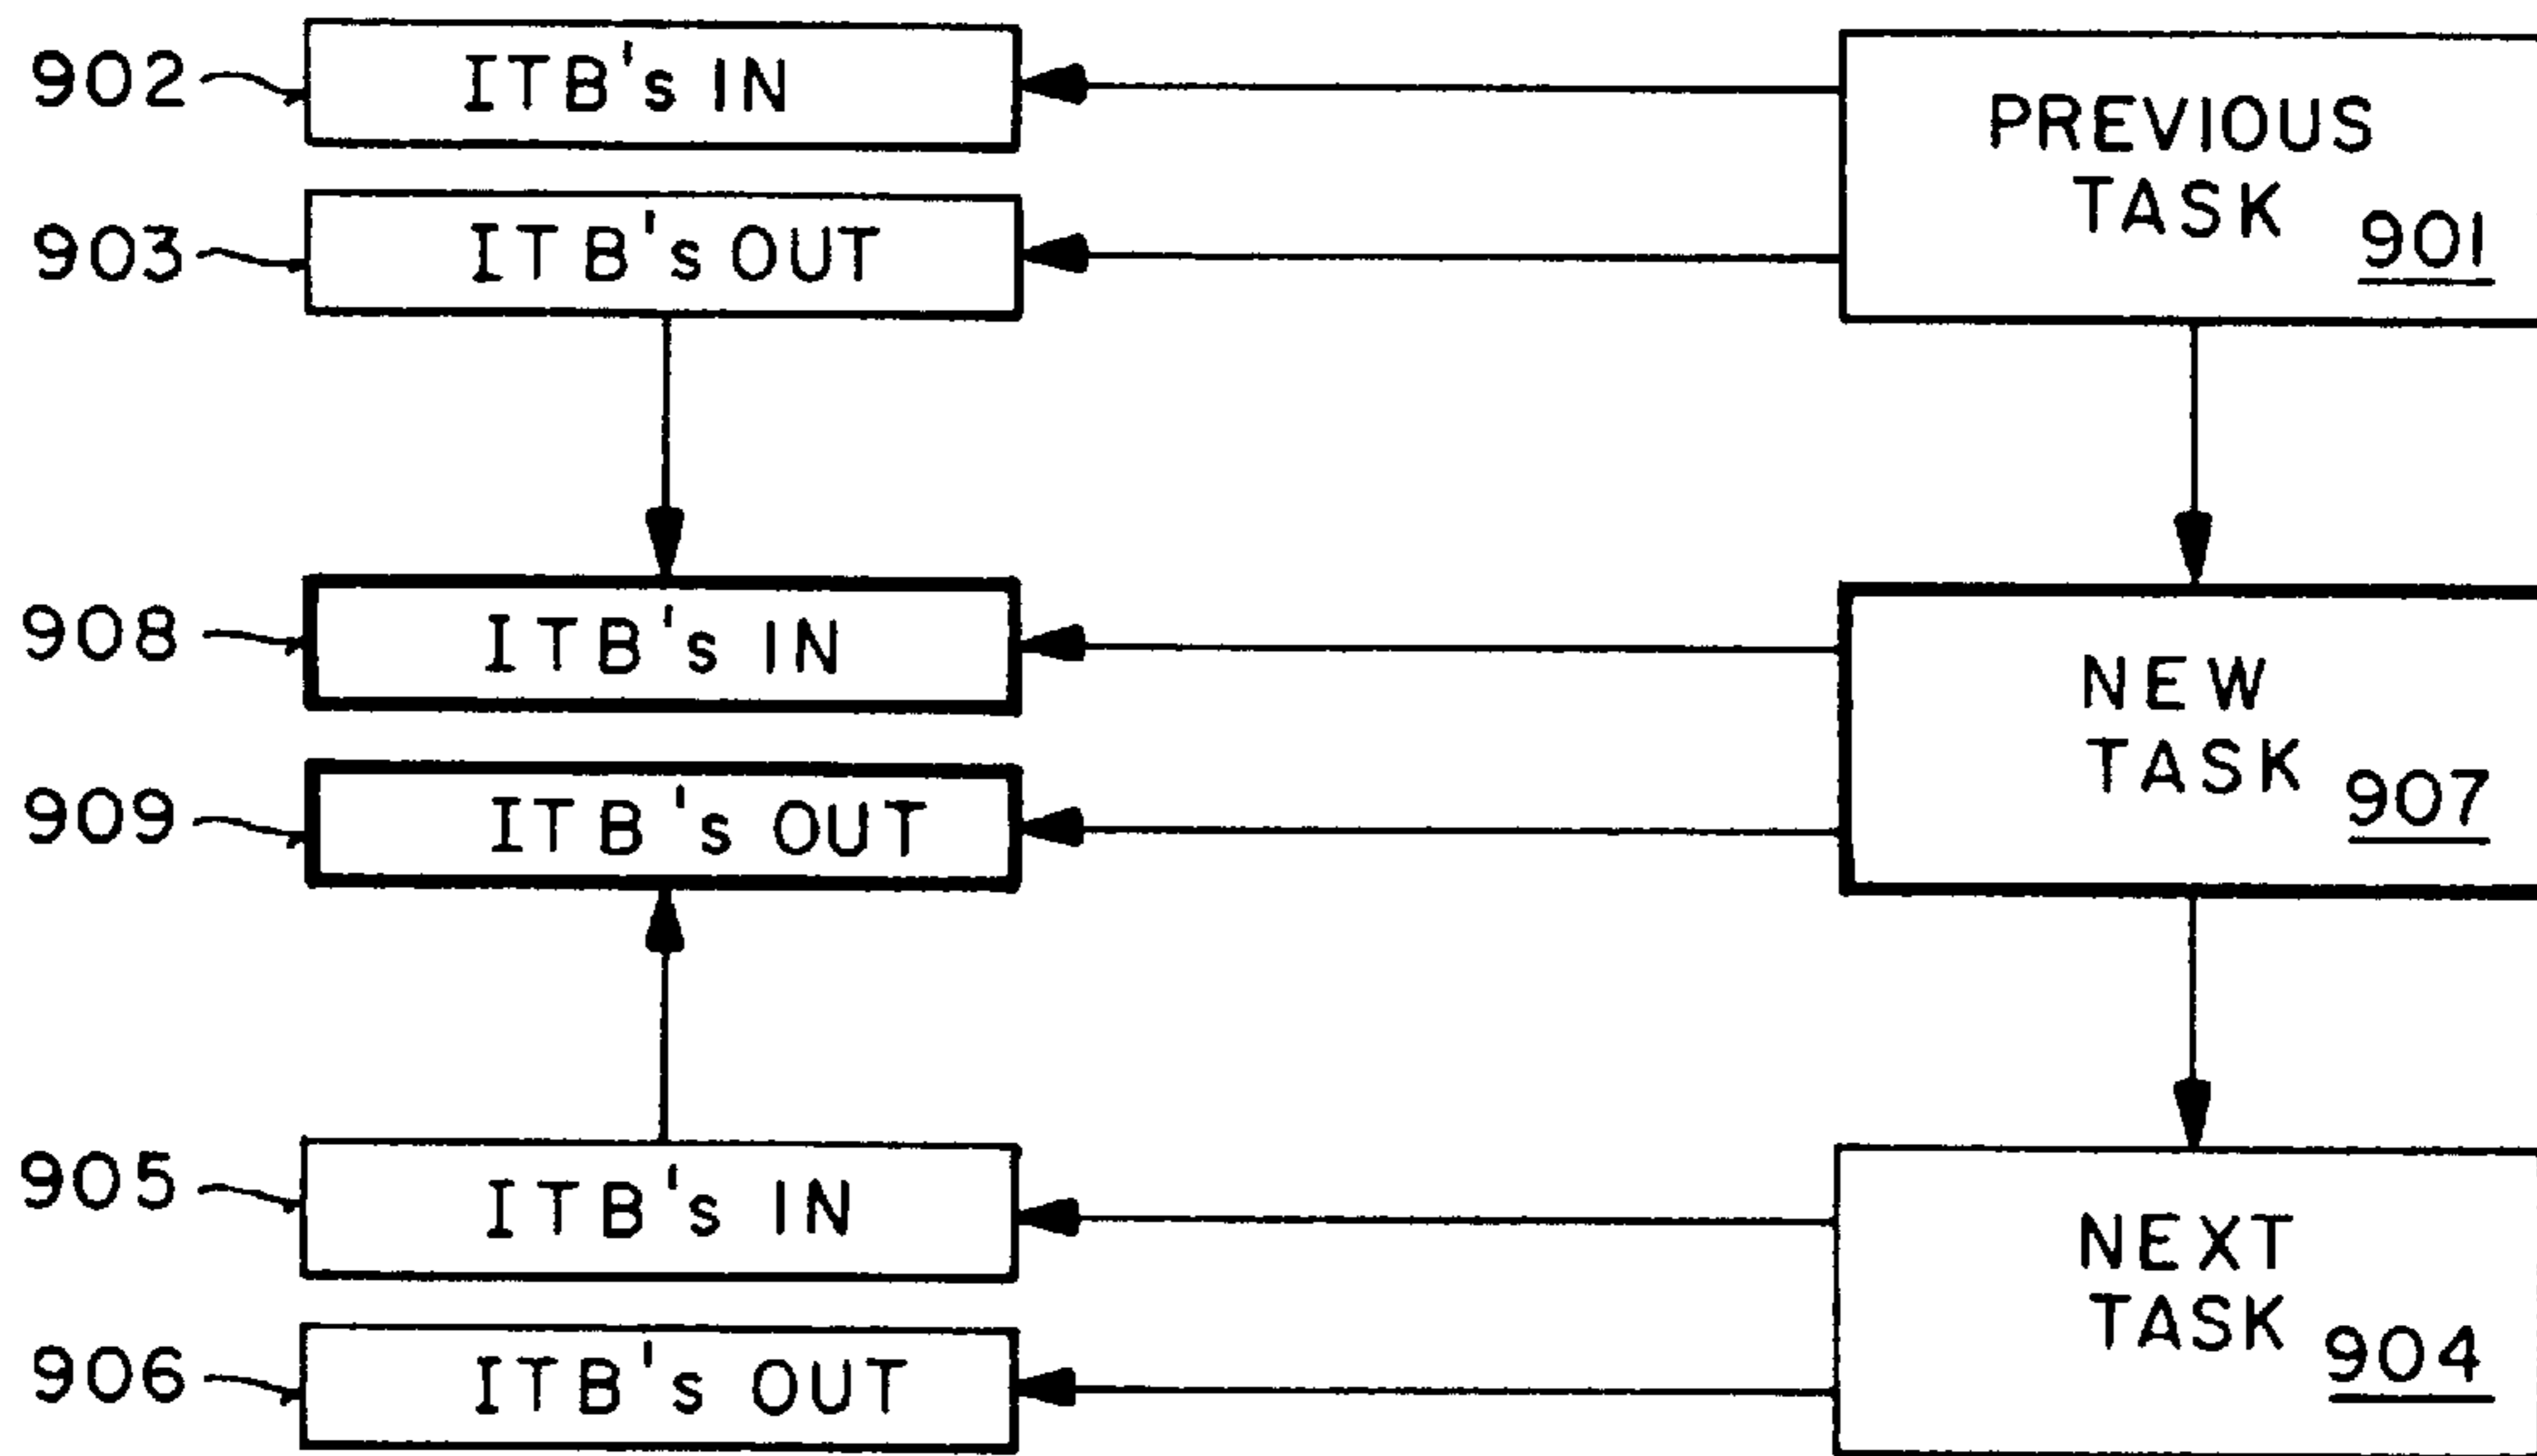 902 ITB's IN
PREVIOUS
TASK 901
903 ITB's OUT
908 ITB's IN
NEW
TASK 907
909 ITB's OUT
905 ITB's IN
NEXT
TASK 904
906 ITB's OUT